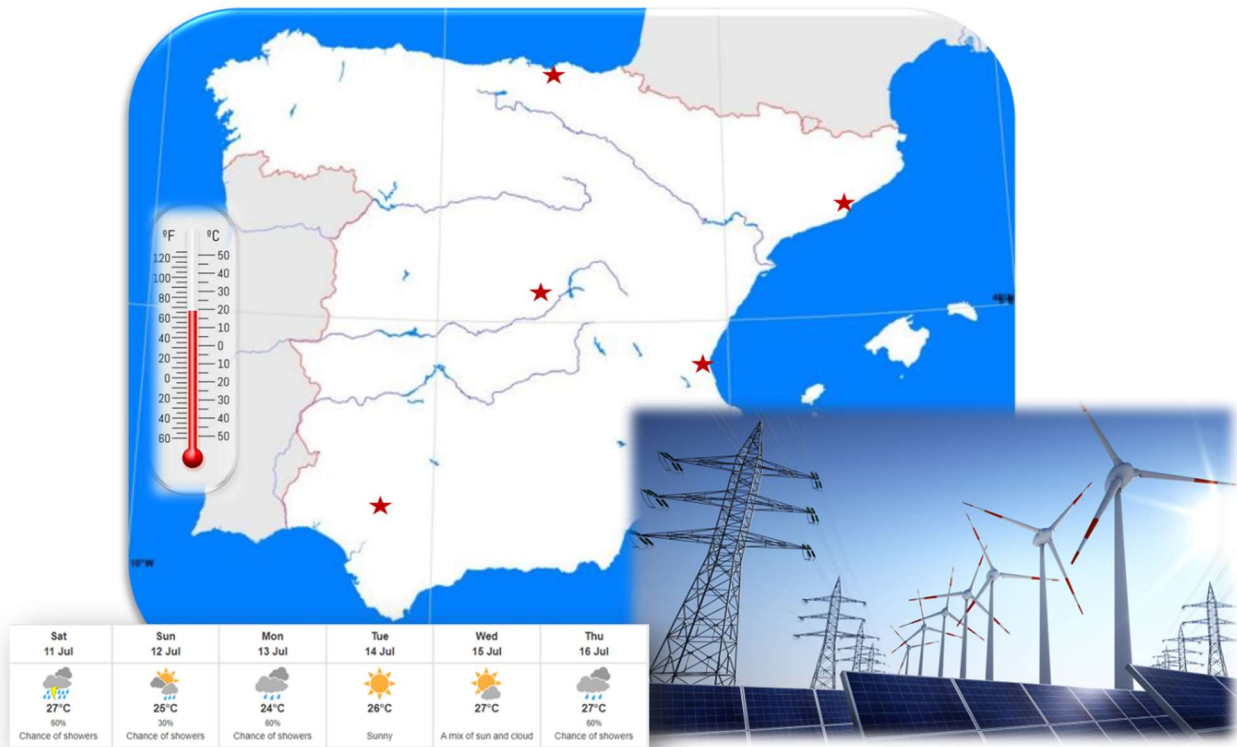 ºF ºC
120 50
100 40
80 30
60 20
40 10
20 0
0 10
20 20
40 30
60 40
50
10°W
Sat
11 Jul
27°C
60%
Chance of showers
Sun
12 Jul
25°C
30%
Chance of showers
Mon
13 Jul
24°C
60%
Chance of showers
Tue
14 Jul
26°C
Sunny
Wed
15 Jul
27°C
A mix of sun and cloud
Thu
16 Jul
27°C
60%
Chance of showers